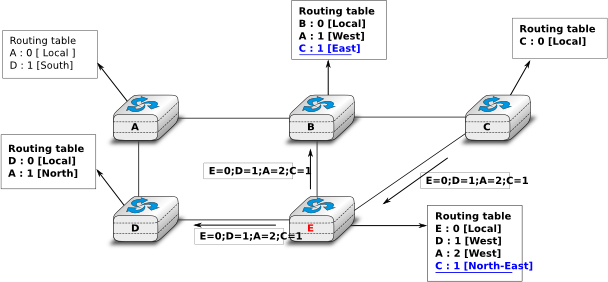 Routing table
A : 0 [ Local ]
D : 1 [South]
Routing table
B : 0 [Local]
A : 1 [West]
C : 1 [East]
Routing table
C : 0 [Local]
A
B
C
Routing table
D : 0 [Local]
A : 1 [North]
E=0;D=1;A=2;C=1
E=0;D=1;A=2;C=1
D
E
E=0;D=1;A=2;C=1
Routing table
E : 0 [Local]
D : 1 [West]
A : 2 [West]
C : 1 [North-East]